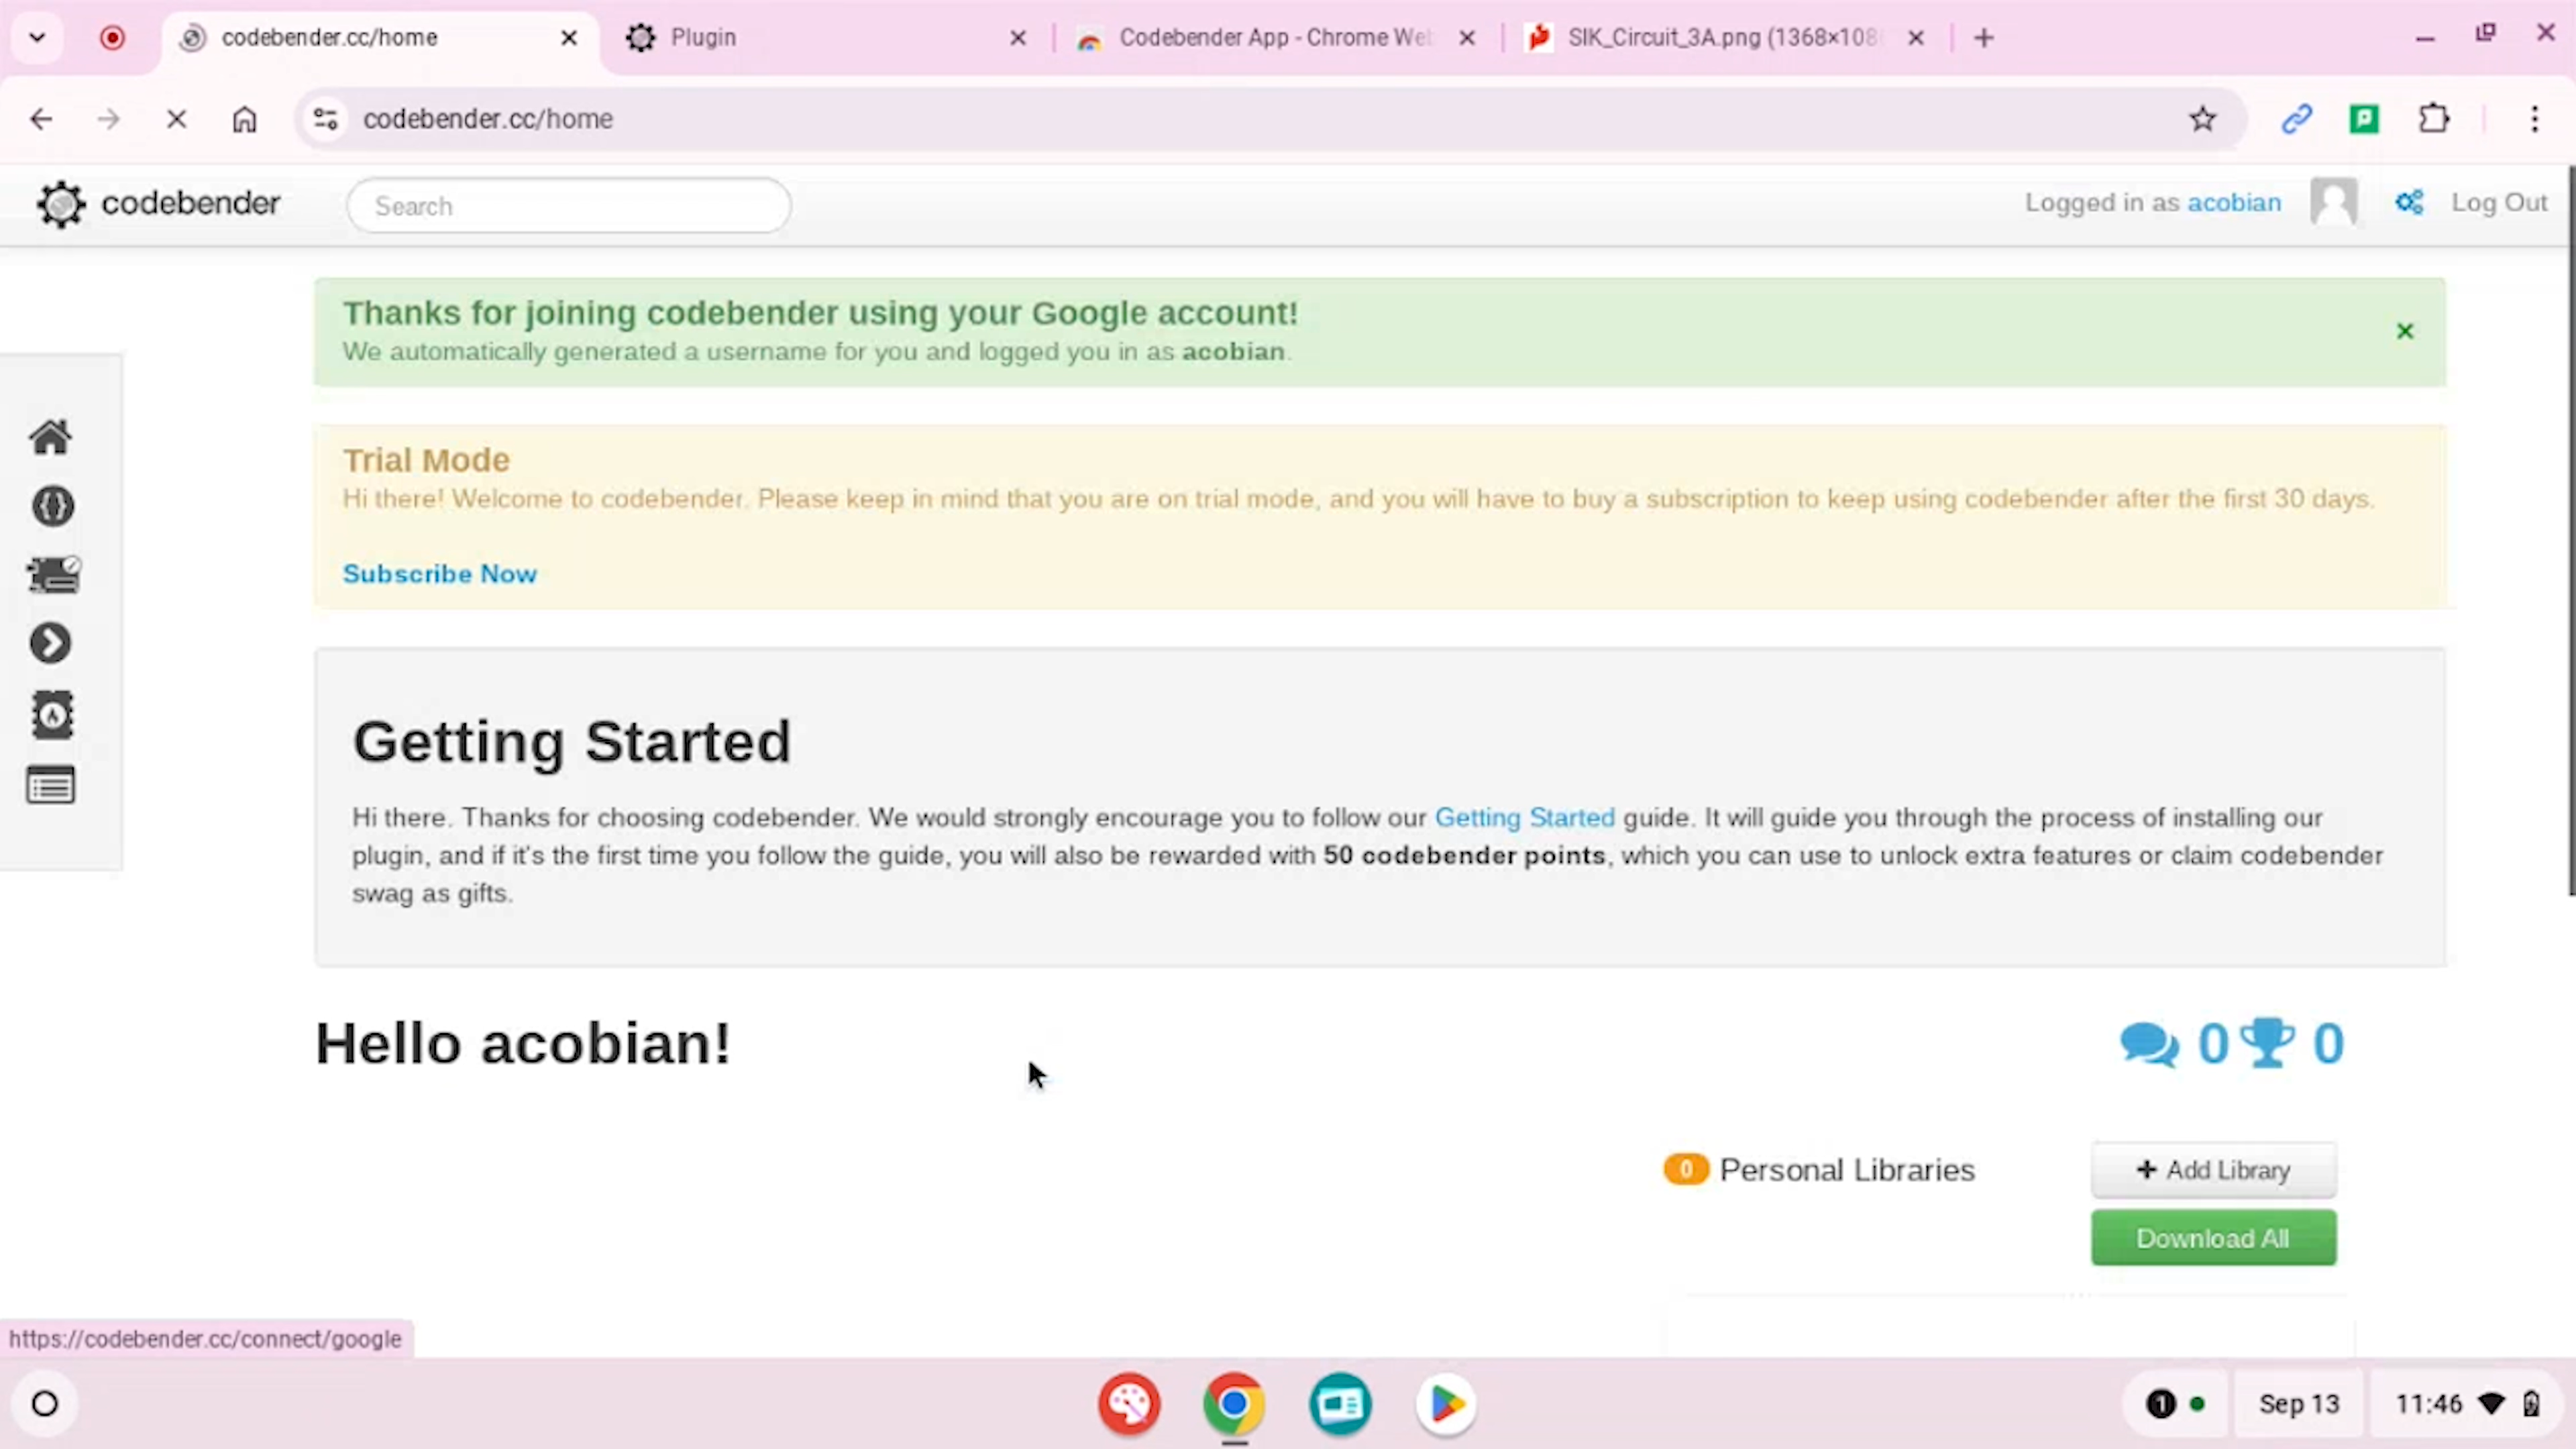 codebender.cc/home
Plugin
Codebender App - Chrome Web
SIK_Circuit_3A.png (1368×108
codebender.cc/home
codebender
Search
Logged in as acobian
Log Out
Thanks for joining codebender using your Google account!
We automatically generated a username for you and logged you in as acobian.
Trial Mode
Hi there! Welcome to codebender. Please keep in mind that you are on trial mode, and you will have to buy a subscription to keep using codebender after the first 30 days.
Subscribe Now
Getting Started
Hi there. Thanks for choosing codebender. We would strongly encourage you to follow our Getting Started guide. It will guide you through the process of installing our
plugin, and if it's the first time you follow the guide, you will also be rewarded with 50 codebender points, which you can use to unlock extra features or claim codebender
swag as gifts.
Hello acobian!
0 0
0 Personal Libraries
+ Add Library
Download All
https://codebender.cc/connect/google
1
Sep 13
11:46